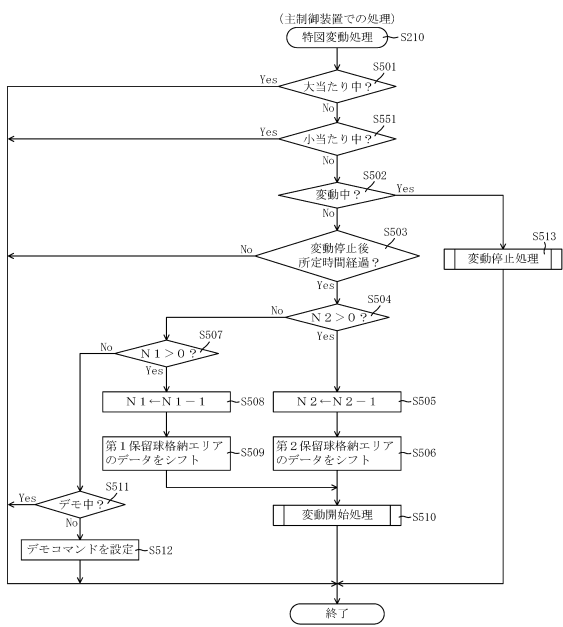 (主制御装置での処理)
特図変動処理
S210
大当たり中？
S501
Yes
No
小当たり中？
S551
Yes
No
変動中？
S502
Yes
No
変動停止後
所定時間経過？
S503
No
Yes
変動停止処理
S513
N2>0？
S504
No
Yes
N1>0？
S507
No
Yes
N1←N1−1
S508
N2←N2−1
S505
第1保留球格納エリア
のデータをシフト
S509
第2保留球格納エリア
のデータをシフト
S506
デモ中？
S511
Yes
No
変動開始処理
S510
デモコマンドを設定
S512
終了